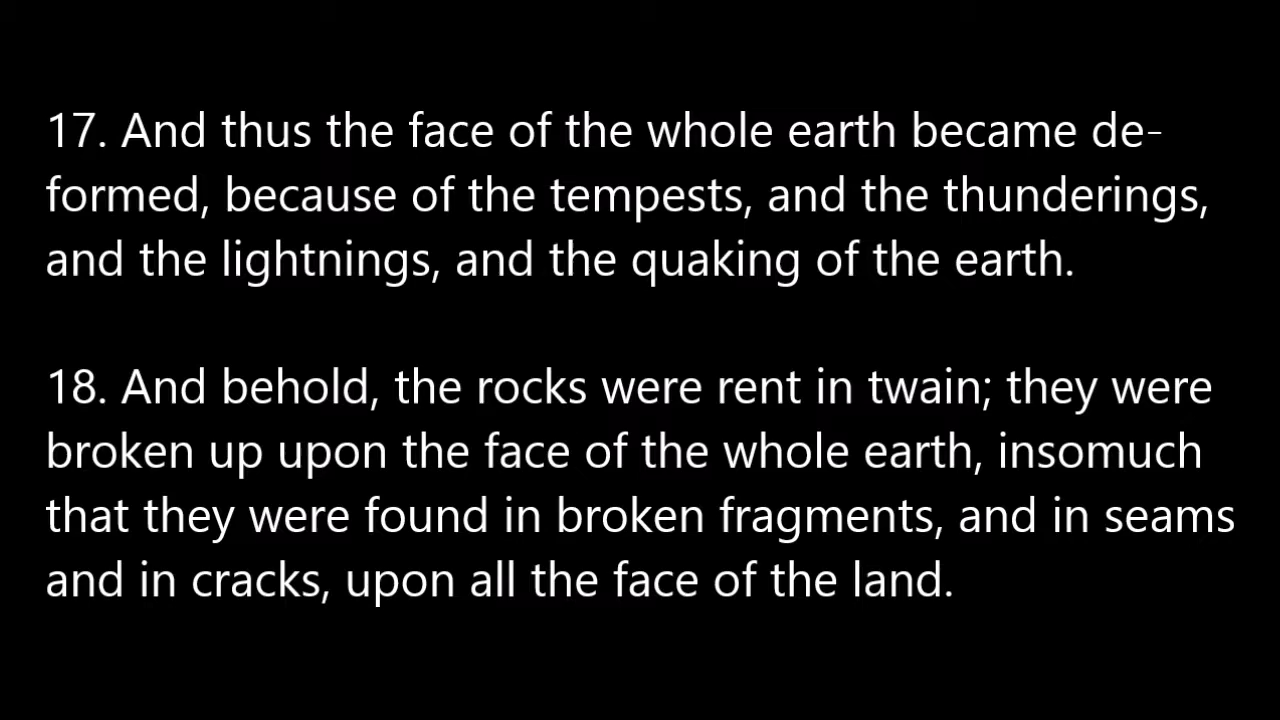 17. And thus the face of the whole earth became de-
formed, because of the tempests, and the thunderings,
and the lightnings, and the quaking of the earth.
18. And behold, the rocks were rent in twain; they were
broken up upon the face of the whole earth, insomuch
that they were found in broken fragments, and in seams
and in cracks, upon all the face of the land.